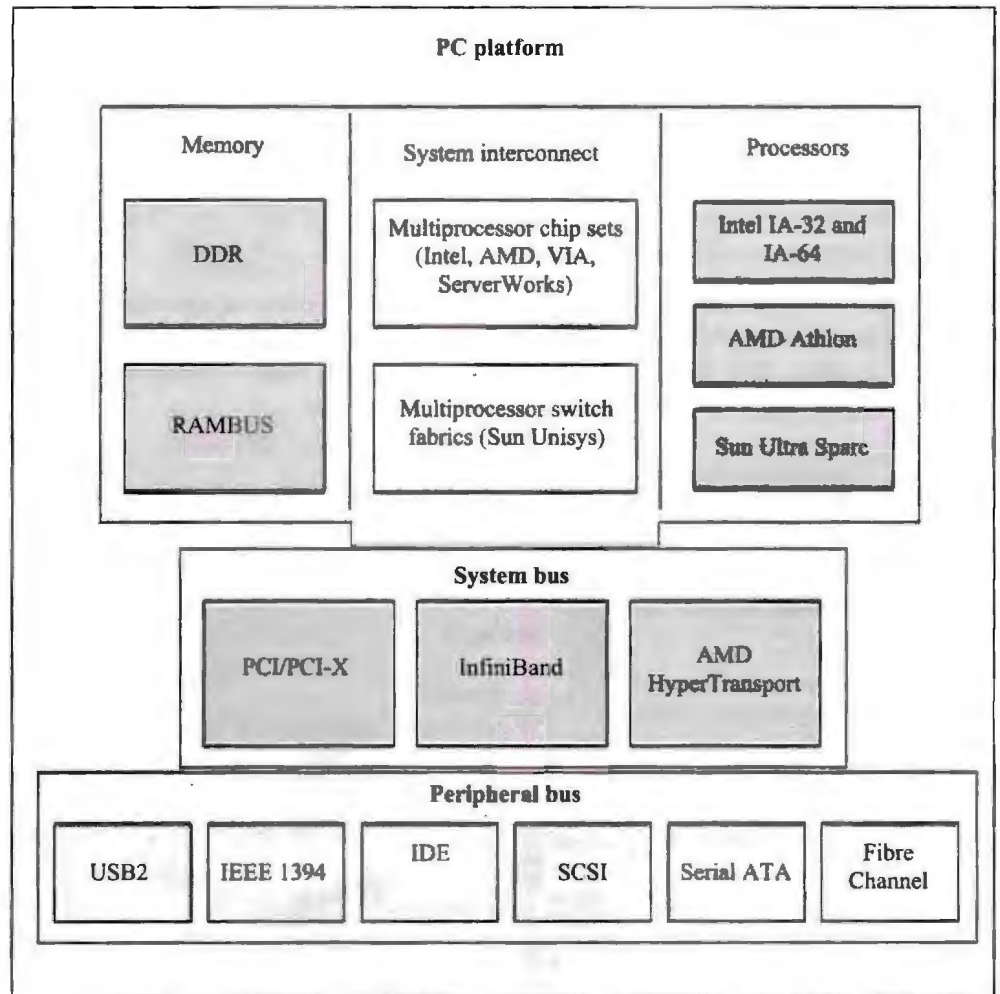 PC platform
Memory
System interconnect
Processors
DDR
RAMBUS
Multiprocessor chip sets
(Intel, AMD, VIA,
ServerWorks)
Multiprocessor switch
fabrics (Sun Unisys)
Intel IA-32 and
IA-64
AMD Athlon
Sun Ultra Sparc
System bus
PCI/PCI-X
InfiniBand
AMD
HyperTransport
Peripheral bus
USB2
IEEE 1394
IDE
SCSI
Serial ATA
Fibre
Channel